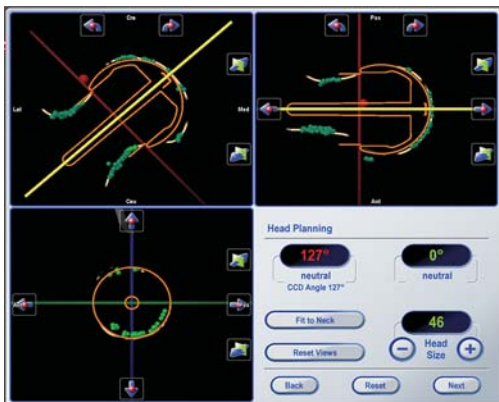 Cra
Lat
Med
Cau
Pos
Ant
Head Planning
127°
neutral
CCD Angle 127°
0°
neutral
Fit to Neck
46
Reset Views
Head
Size
Back
Reset
Next